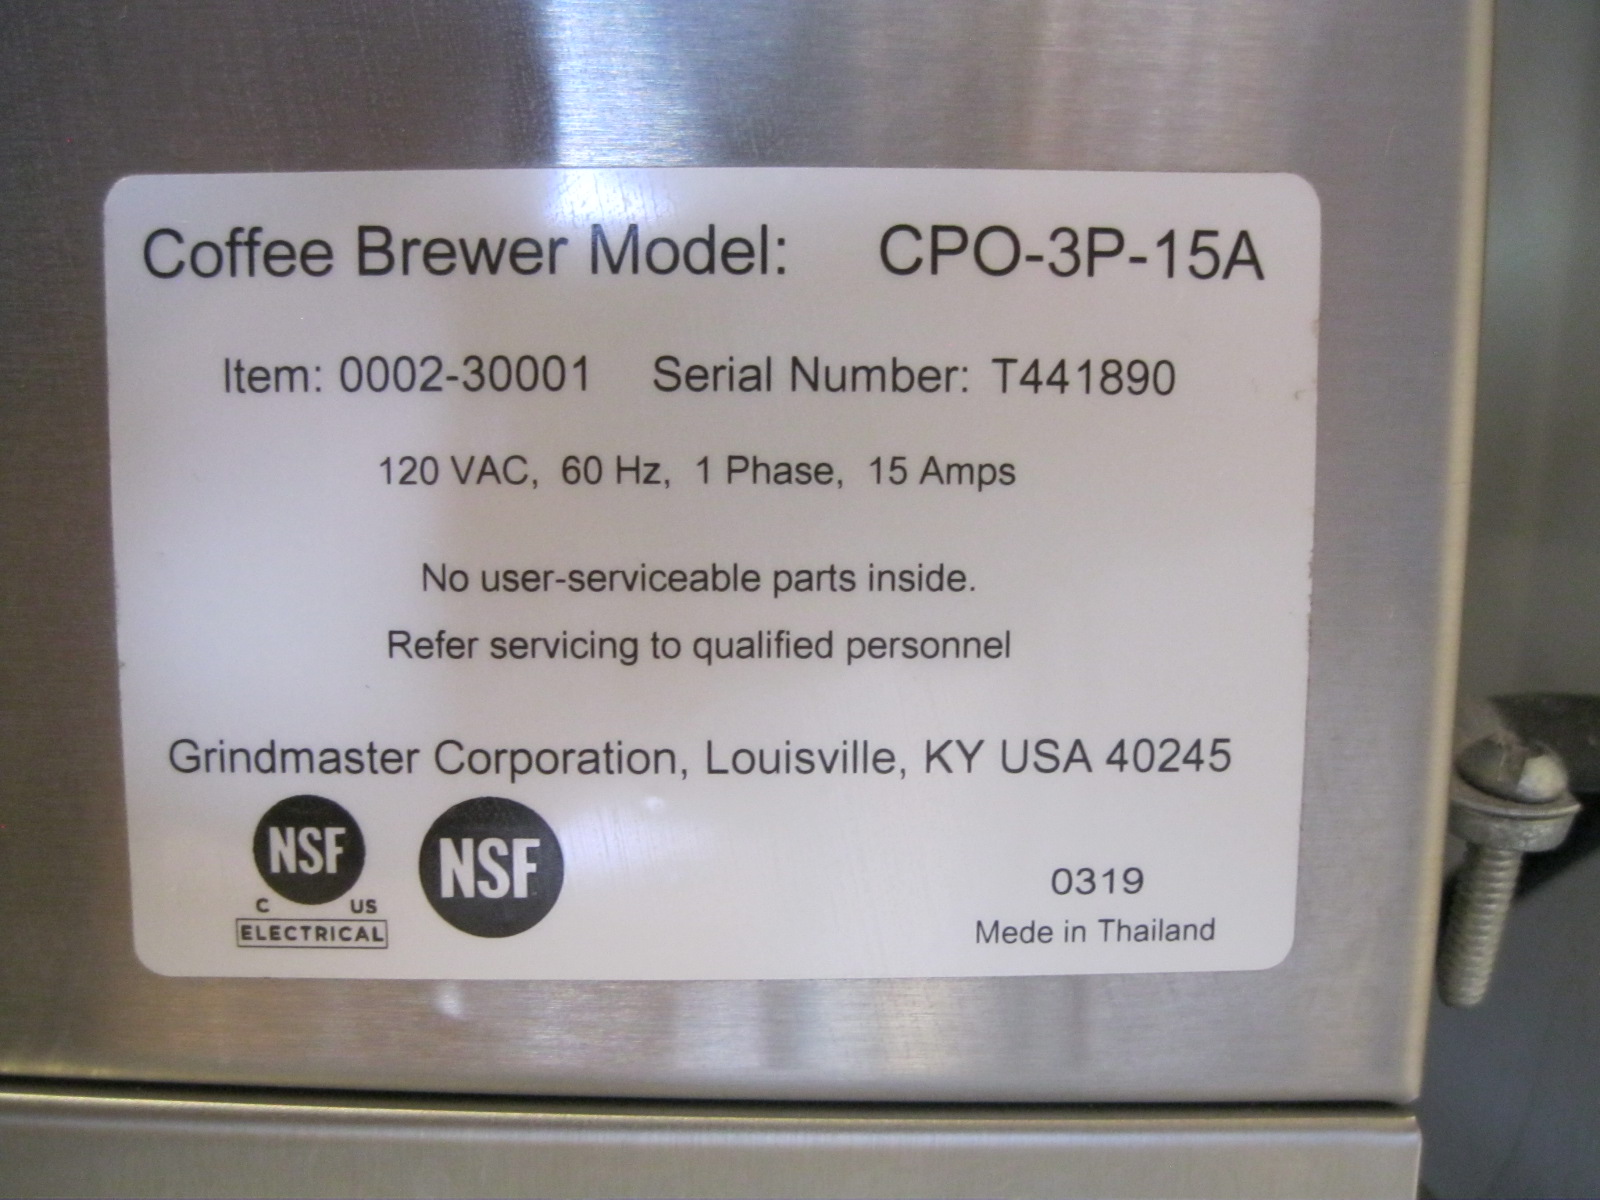 Coffee Brewer Model: CPO-3P-15A
Item: 0002-30001 Serial Number: T441890
120 VAC, 60 Hz, 1 Phase, 15 Amps
No user-serviceable parts inside.
Refer servicing to qualified personnel
Grindmaster Corporation, Louisville, KY USA 40245
NSF
C US
ELECTRICAL
NSF
0319
Mede in Thailand